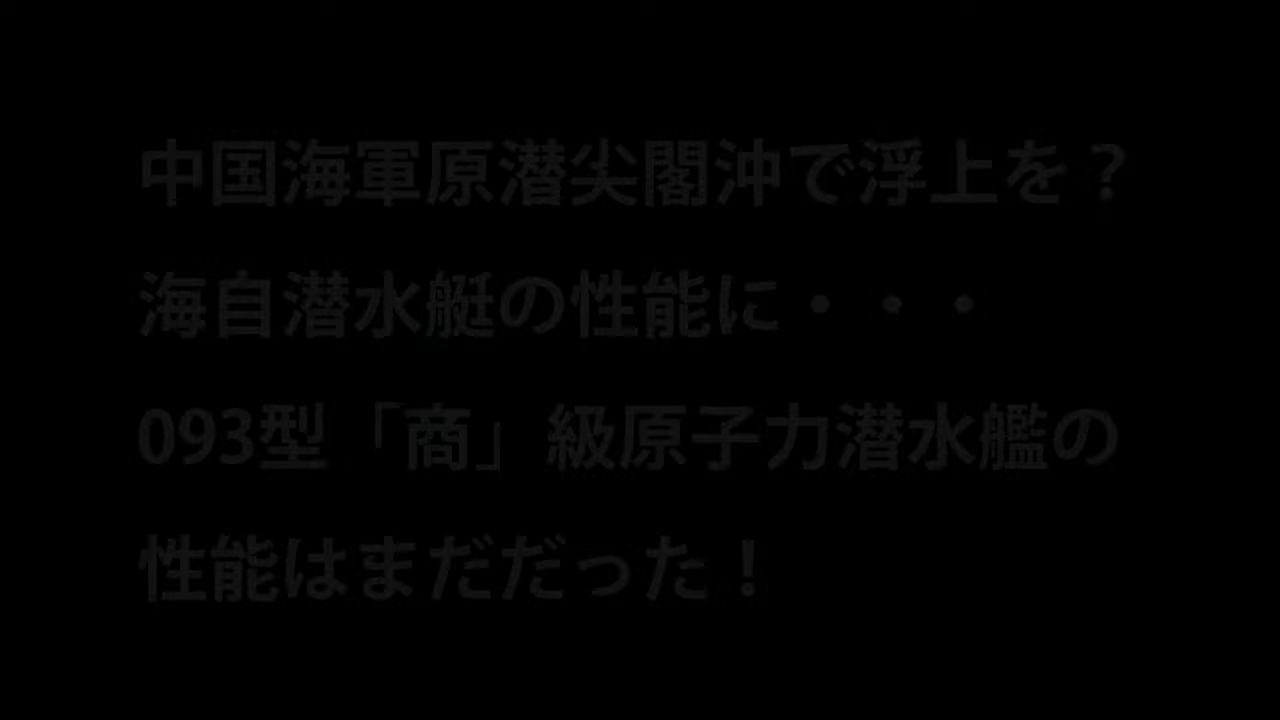 中国海軍原潜尖閣沖で浮上を？
海自潜水艇の性能に・・・
093型「商」級原子力潜水艦の
性能はまだだった！